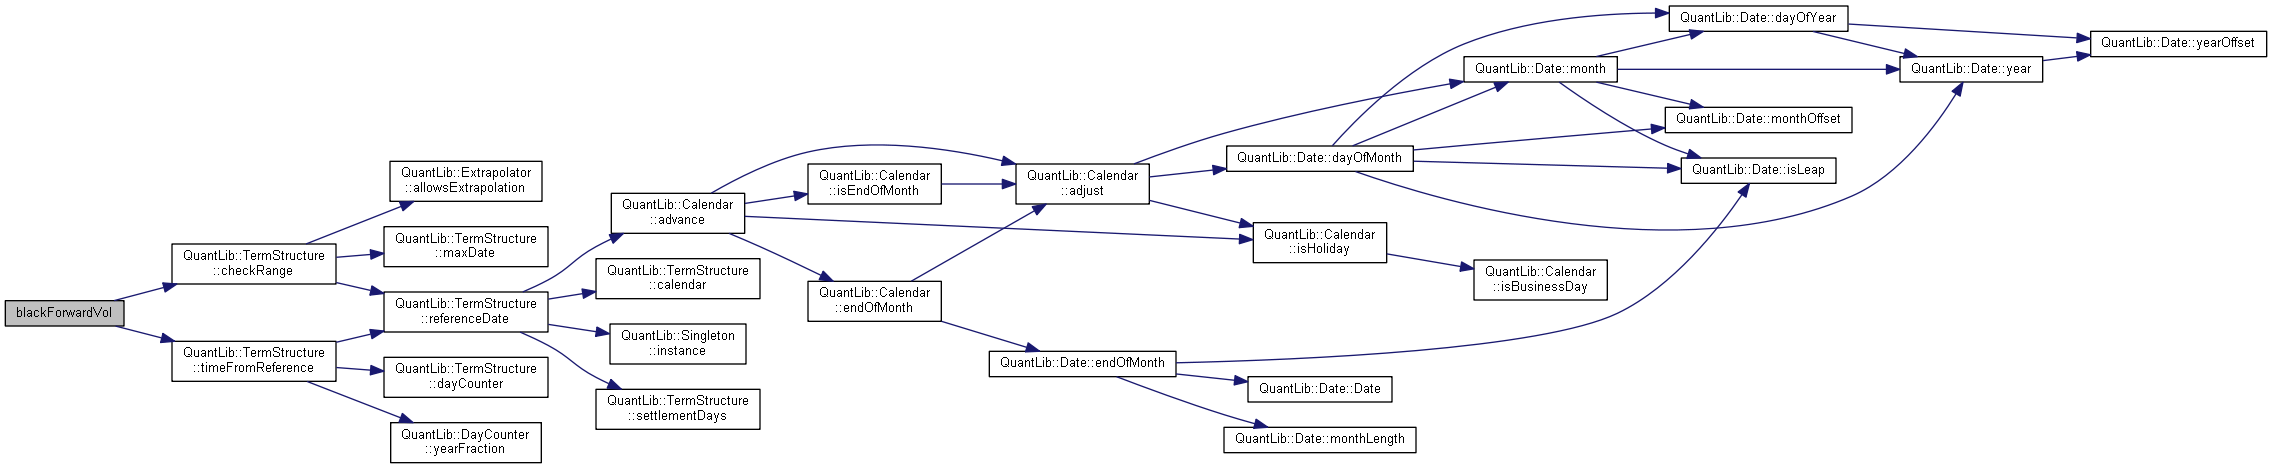 blackForwardVol
QuantLib::TermStructure
::checkRange
QuantLib::TermStructure
::timeFromReference
QuantLib::Extrapolator
::allowsExtrapolation
QuantLib::TermStructure
::maxDate
QuantLib::TermStructure
::referenceDate
QuantLib::TermStructure
::dayCounter
QuantLib::DayCounter
::yearFraction
QuantLib::Calendar
::advance
QuantLib::TermStructure
::calendar
QuantLib::Singleton
::instance
QuantLib::TermStructure
::settlementDays
QuantLib::Calendar
::isEndOfMonth
QuantLib::Calendar
::endOfMonth
QuantLib::Calendar
::adjust
QuantLib::Date::endOfMonth
QuantLib::Date::dayOfMonth
QuantLib::Calendar
::isHoliday
QuantLib::Date::Date
QuantLib::Date::monthLength
QuantLib::Date::month
QuantLib::Calendar
::isBusinessDay
QuantLib::Date::dayOfYear
QuantLib::Date::monthOffset
QuantLib::Date::isLeap
QuantLib::Date::year
QuantLib::Date::yearOffset